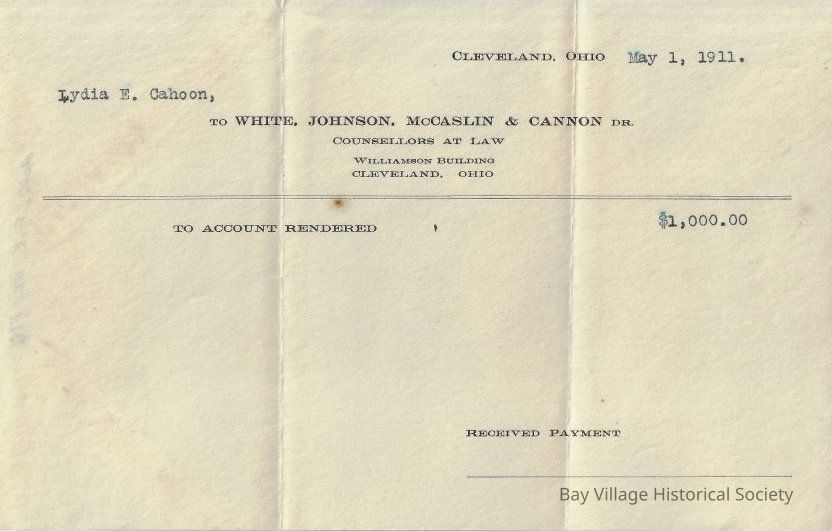 Cleveland, Ohio May 1, 1911.
Lydia E. Cahoon,
TO WHITE, JOHNSON, McCASLIN & CANNON DR.
Counsellors at Law
Williamson Building
Cleveland, Ohio
TO ACCOUNT RENDERED , $1,000.00
Received Payment
Bay Village Historical Society